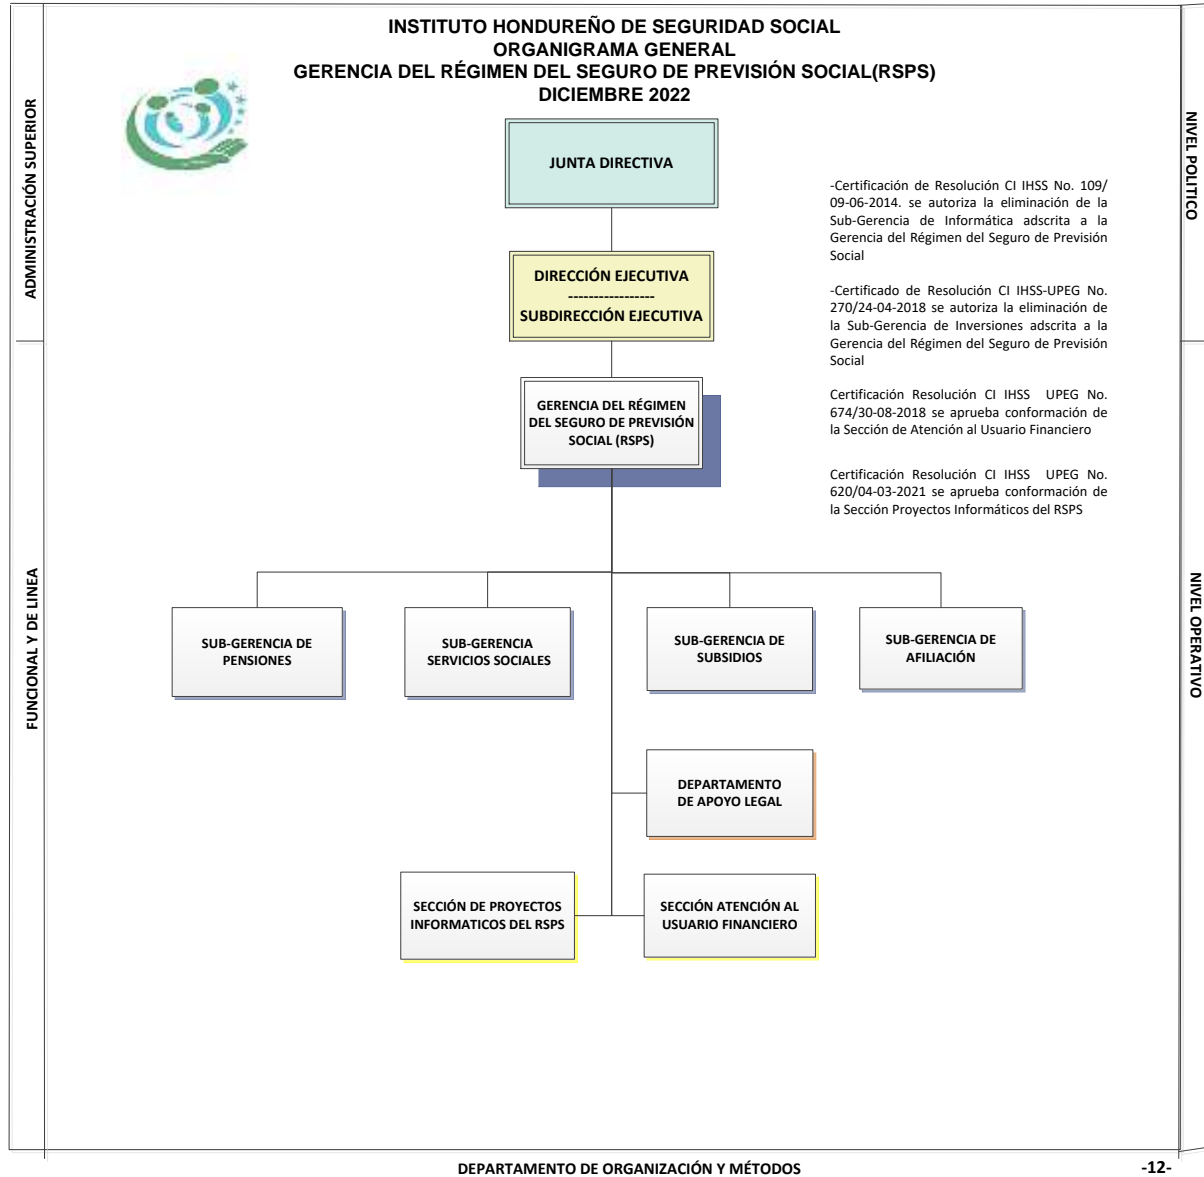 INSTITUTO HONDUREÑO DE SEGURIDAD SOCIAL
ORGANIGRAMA GENERAL
GERENCIA DEL RÉGIMEN DEL SEGURO DE PREVISIÓN SOCIAL(RSPS)
DICIEMBRE 2022
ADMINISTRACIÓN SUPERIOR
NIVEL POLITICO
JUNTA DIRECTIVA
DIRECCIÓN EJECUTIVA
-----------------
SUBDIRECCIÓN EJECUTIVA
GERENCIA DEL RÉGIMEN
DEL SEGURO DE PREVISIÓN
SOCIAL (RSPS)
-Certificación de Resolución CI IHSS No. 109/
09-06-2014. se autoriza la eliminación de la
Sub-Gerencia de Informática adscrita a la
Gerencia del Régimen del Seguro de Previsión
Social
-Certificado de Resolución CI IHSS-UPEG No.
270/24-04-2018 se autoriza la eliminación de
la Sub-Gerencia de Inversiones adscrita a la
Gerencia del Régimen del Seguro de Previsión
Social
Certificación Resolución CI IHSS UPEG No.
674/30-08-2018 se aprueba conformación de
la Sección de Atención al Usuario Financiero
Certificación Resolución CI IHSS UPEG No.
620/04-03-2021 se aprueba conformación de
la Sección Proyectos Informáticos del RSPS
FUNCIONAL Y DE LINEA
NIVEL OPERATIVO
SUB-GERENCIA DE
PENSIONES
SUB-GERENCIA
SERVICIOS SOCIALES
SUB-GERENCIA DE
SUBSIDIOS
SUB-GERENCIA DE
AFILIACIÓN
DEPARTAMENTO
DE APOYO LEGAL
SECCIÓN DE PROYECTOS
INFORMATICOS DEL RSPS
SECCIÓN ATENCIÓN AL
USUARIO FINANCIERO
DEPARTAMENTO DE ORGANIZACIÓN Y MÉTODOS
-12-